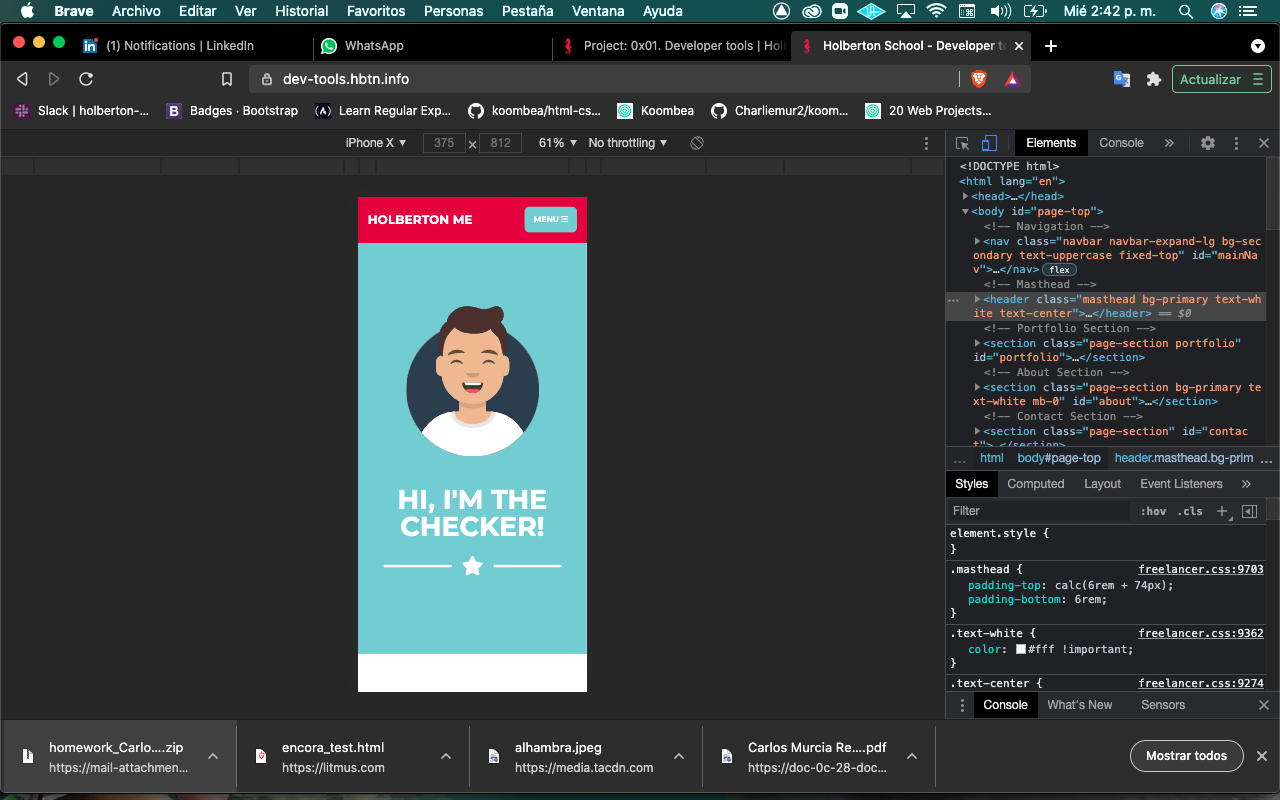 Brave Archivo Editar Ver Historial Favoritos Personas Pestaña Ventana Ayuda Mié 2:42 p. m.
(1) Notifications | LinkedIn WhatsApp Project: 0x01. Developer tools | Hol Holberton School - Developer to
dev-tools.hbtn.info Actualizar
Slack | holberton-... Badges · Bootstrap Learn Regular Exp... koombea/html-cs... Koombea Charliemur2/koom... 20 Web Projects...
iPhone X 375 × 812 61% No throttling Elements Console »
<!DOCTYPE html>
<html lang="en">
<head>…</head>
<body id="page-top">
<!-- Navigation -->
<nav class="navbar navbar-expand-lg bg-sec
ondary text-uppercase fixed-top" id="mainNa
v">…</nav> flex
<!-- Masthead -->
… <header class="masthead bg-primary text-wh
ite text-center">…</header> == $0
<!-- Portfolio Section -->
<section class="page-section portfolio"
id="portfolio">…</section>
<!-- About Section -->
<section class="page-section bg-primary te
xt-white mb-0" id="about">…</section>
<!-- Contact Section -->
<section class="page-section" id="contac
t">…</section>
... html body#page-top header.masthead.bg-prim ...
Styles Computed Layout Event Listeners »
Filter :hov .cls +
element.style {
}
.masthead { freelancer.css:9703
padding-top: calc(6rem + 74px);
padding-bottom: 6rem;
}
.text-white { freelancer.css:9362
color: #fff !important;
}
.text-center { freelancer.css:9274
Console What's New Sensors
HOLBERTON ME MENU
HI, I'M THE
CHECKER!
homework_Carlo....zip encora_test.html alhambra.jpeg Carlos Murcia Re....pdf
https://mail-attachmen... https://litmus.com https://media.tacdn.com https://doc-0c-28-doc...
Mostrar todos